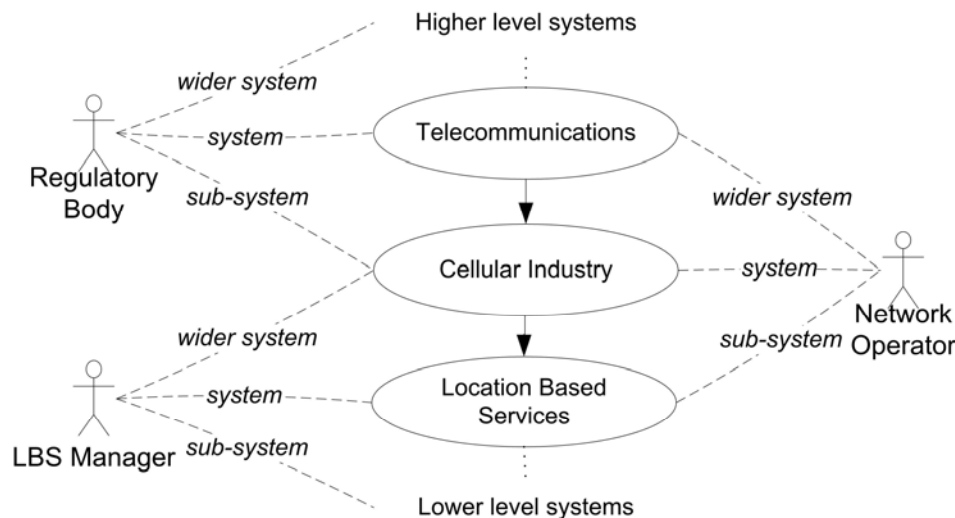 Higher level systems
wider system
Telecommunications
system
Regulatory
Body
sub-system
wider system
Cellular Industry
system
Network
Operator
wider system
sub-system
Location Based
Services
system
LBS Manager
sub-system
Lower level systems